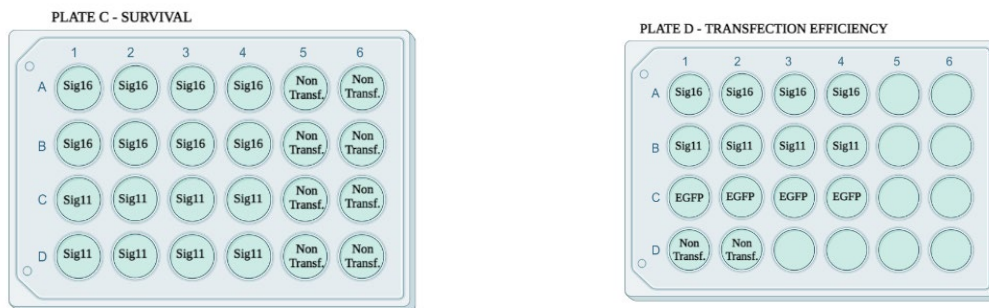 PLATE C - SURVIVAL
1 2 3 4 5 6
A Sig16 Sig16 Sig16 Sig16 Non Transf. Non Transf.
B Sig16 Sig16 Sig16 Sig16 Non Transf. Non Transf.
C Sig11 Sig11 Sig11 Sig11 Non Transf. Non Transf.
D Sig11 Sig11 Sig11 Sig11 Non Transf. Non Transf.
PLATE D - TRANSFECTION EFFICIENCY
1 2 3 4 5 6
A Sig16 Sig16 Sig16 Sig16
B Sig11 Sig11 Sig11 Sig11
C EGFP EGFP EGFP EGFP
D Non Transf. Non Transf.